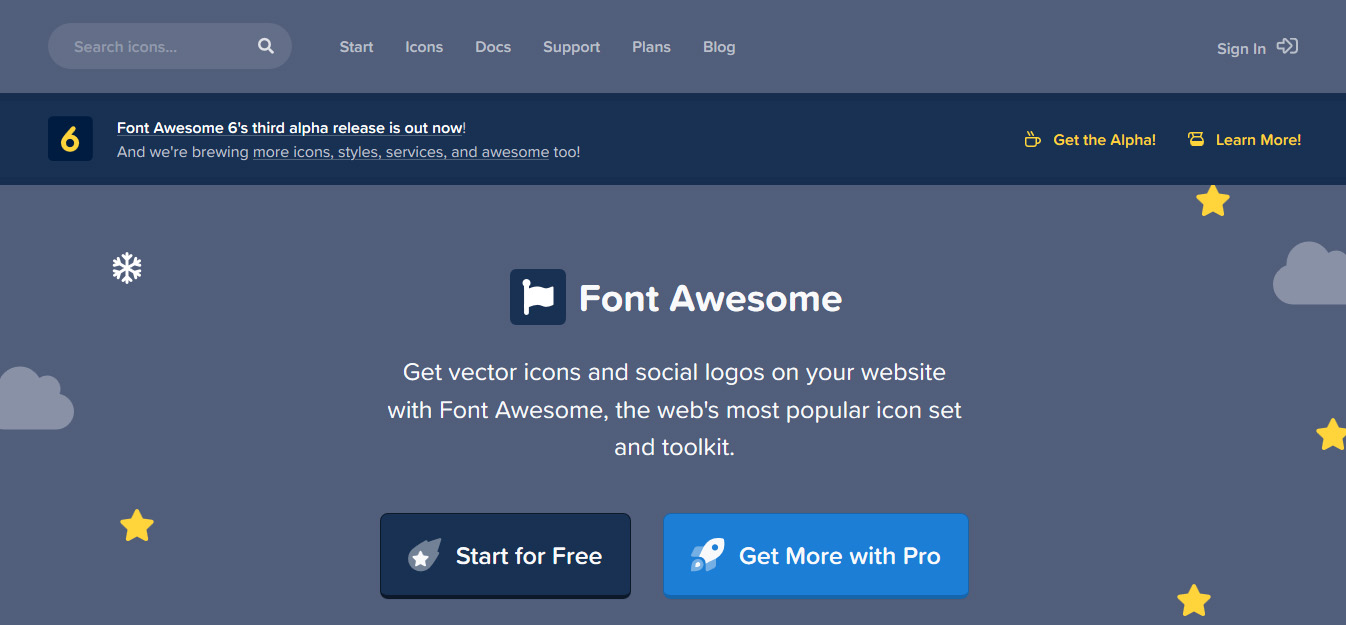 Search icons...
Start Icons Docs Support Plans Blog
Sign In
6
Font Awesome 6's third alpha release is out now!
And we're brewing more icons, styles, services, and awesome too!
Get the Alpha! Learn More!
Font Awesome
Get vector icons and social logos on your website
with Font Awesome, the web's most popular icon set
and toolkit.
Start for Free
Get More with Pro